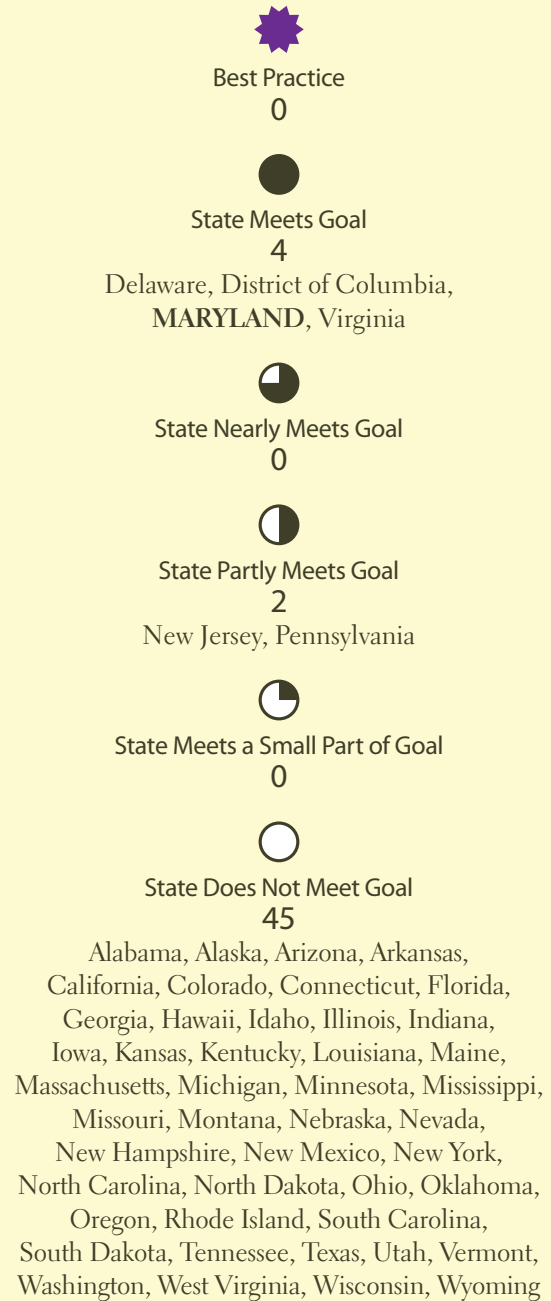 Best Practice
0
State Meets Goal
4
Delaware, District of Columbia,
MARYLAND, Virginia
State Nearly Meets Goal
0
State Partly Meets Goal
2
New Jersey, Pennsylvania
State Meets a Small Part of Goal
0
State Does Not Meet Goal
45
Alabama, Alaska, Arizona, Arkansas,
California, Colorado, Connecticut, Florida,
Georgia, Hawaii, Idaho, Illinois, Indiana,
Iowa, Kansas, Kentucky, Louisiana, Maine,
Massachusetts, Michigan, Minnesota, Mississippi,
Missouri, Montana, Nebraska, Nevada,
New Hampshire, New Mexico, New York,
North Carolina, North Dakota, Ohio, Oklahoma,
Oregon, Rhode Island, South Carolina,
South Dakota, Tennessee, Texas, Utah, Vermont,
Washington, West Virginia, Wisconsin, Wyoming